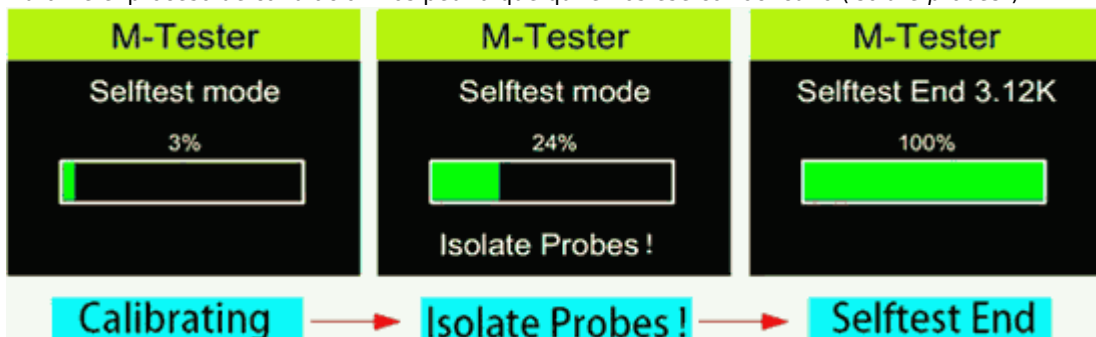 M-Tester
Selftest mode
3%
Calibrating
M-Tester
Selftest mode
24%
Isolate Probes !
Isolate Probes !
M-Tester
Selftest End 3.12K
100%
Selftest End